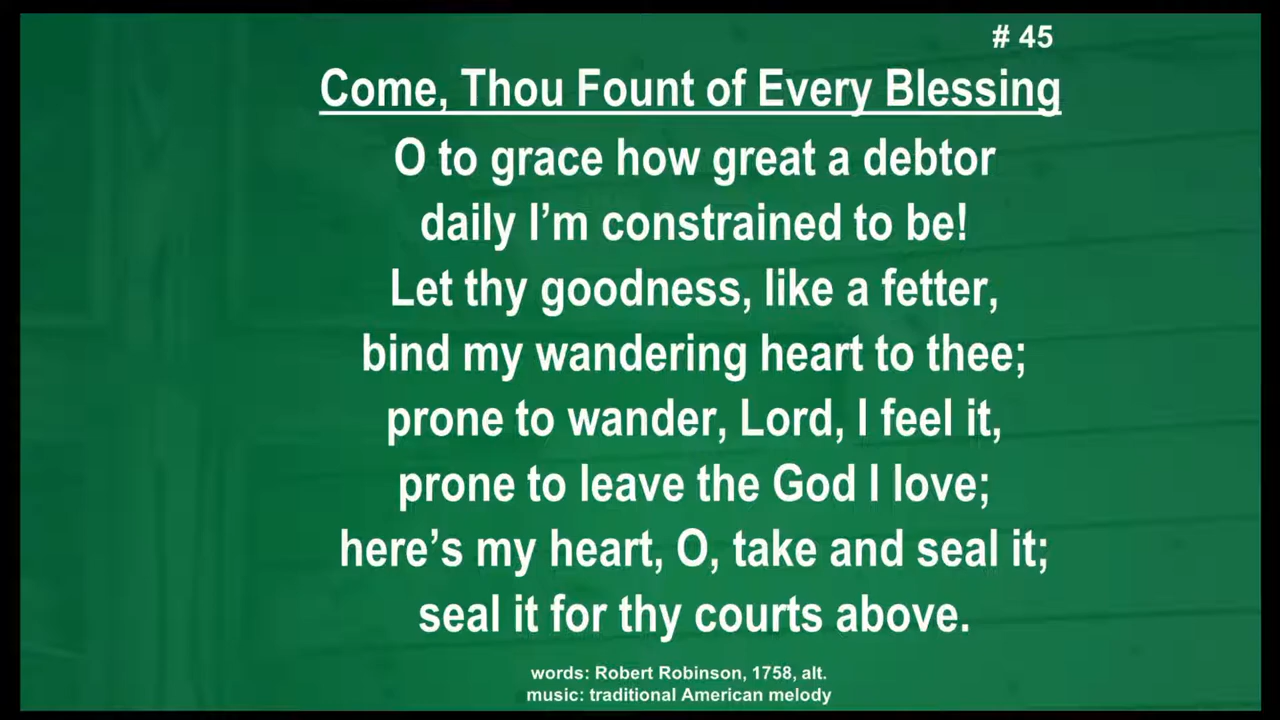 # 45
Come, Thou Fount of Every Blessing
O to grace how great a debtor
daily I’m constrained to be!
Let thy goodness, like a fetter,
bind my wandering heart to thee;
prone to wander, Lord, I feel it,
prone to leave the God I love;
here’s my heart, O, take and seal it;
seal it for thy courts above.
words: Robert Robinson, 1758, alt.
music: traditional American melody